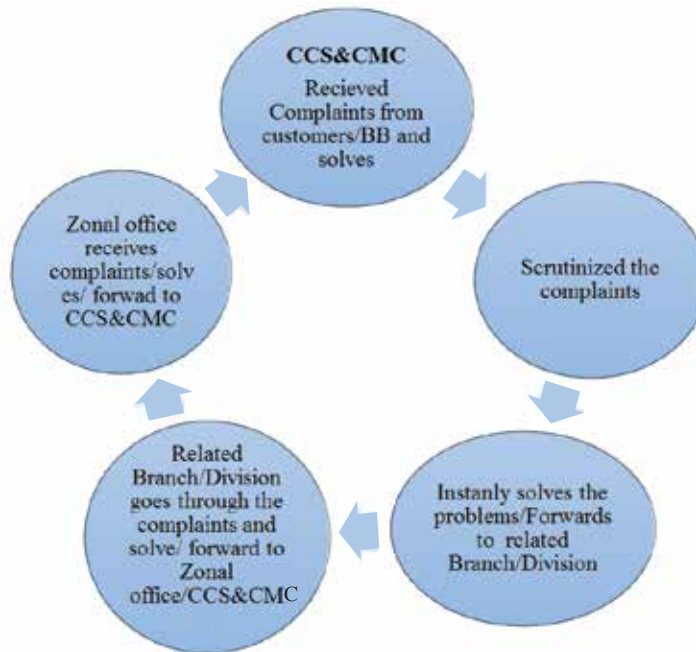 CCS&CMC
Recieved
Complaints from
customers/BB and
solves
Scrutinized the
complaints
Instanly solves the
problems/Forwards
to related
Branch/Division
Related
Branch/Division
goes through the
complaints and
solve/ forward to
Zonal
office/CCS&CMC
Zonal office
receives
complaints/solv
es/ forwad to
CCS&CMC